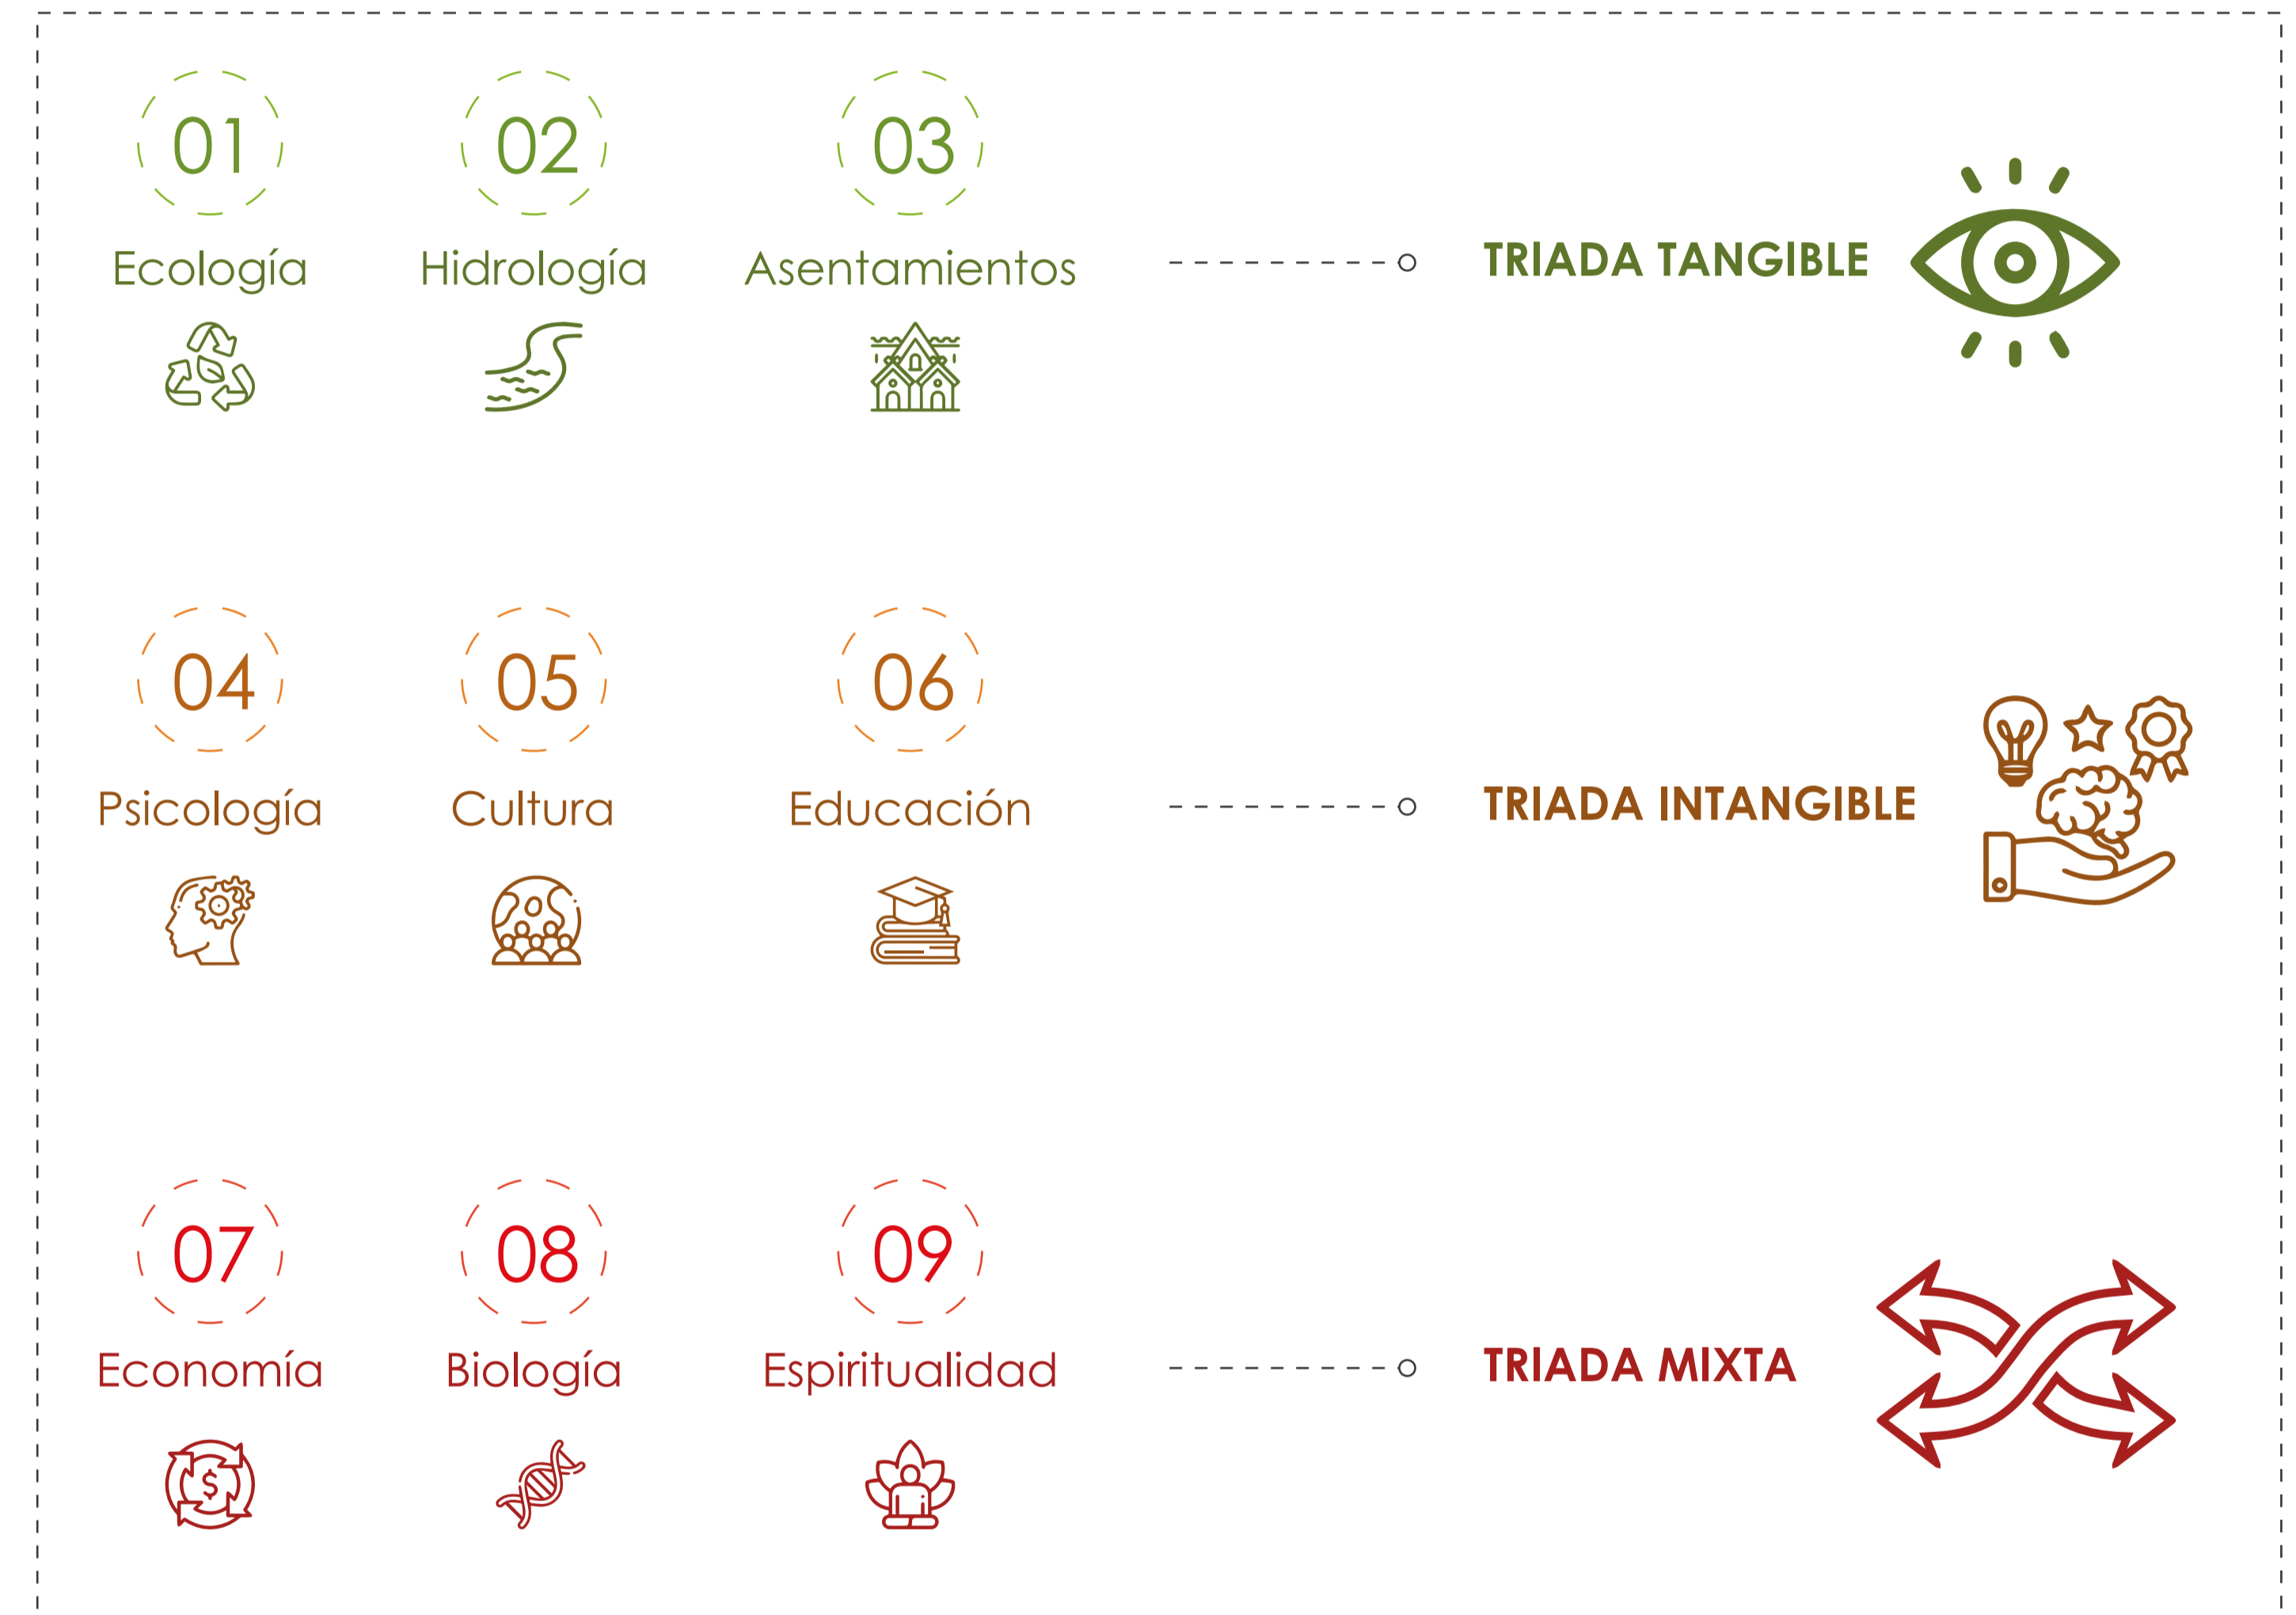 01 02 03
Ecología Hidrología Asentamientos
TRIADA TANGIBLE
04 05 06
Psicología Cultura Educación
TRIADA INTANGIBLE
07 08 09
Economía Biología Espiritualidad
TRIADA MIXTA
$